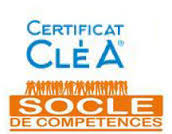 CERTIFICAT
CLÉA®
SOCLE
DE COMPETENCES